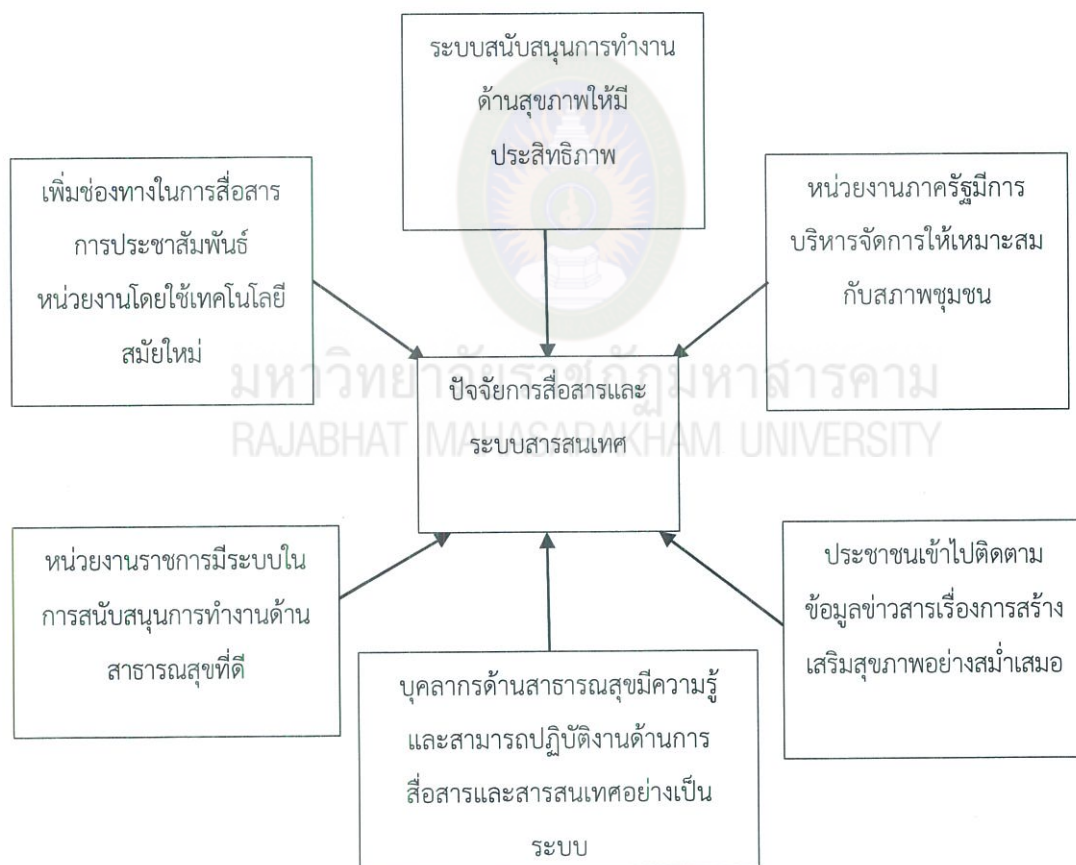 ระบบสนับสนุนการทำงาน
ด้านสุขภาพให้มี
ประสิทธิภาพ
เพิ่มช่องทางในการสื่อสาร
การประชาสัมพันธ์
หน่วยงานโดยใช้เทคโนโลยี
สมัยใหม่
หน่วยงานภาครัฐมีการ
บริหารจัดการให้เหมาะสม
กับสภาพชุมชน
ปัจจัยการสื่อสารและ
ระบบสารสนเทศ
มหาวิทยาลัยราชภัฏมหาสารคาม
RAJABHAT MAHASARAKHAM UNIVERSITY
หน่วยงานราชการมีระบบใน
การสนับสนุนการทำงานด้าน
สาธารณสุขที่ดี
บุคลากรด้านสาธารณสุขมีความรู้
และสามารถปฏิบัติงานด้านการ
สื่อสารและสารสนเทศอย่างเป็น
ระบบ
ประชาชนเข้าไปติดตาม
ข้อมูลข่าวสารเรื่องการสร้าง
เสริมสุขภาพอย่างสม่ำเสมอ